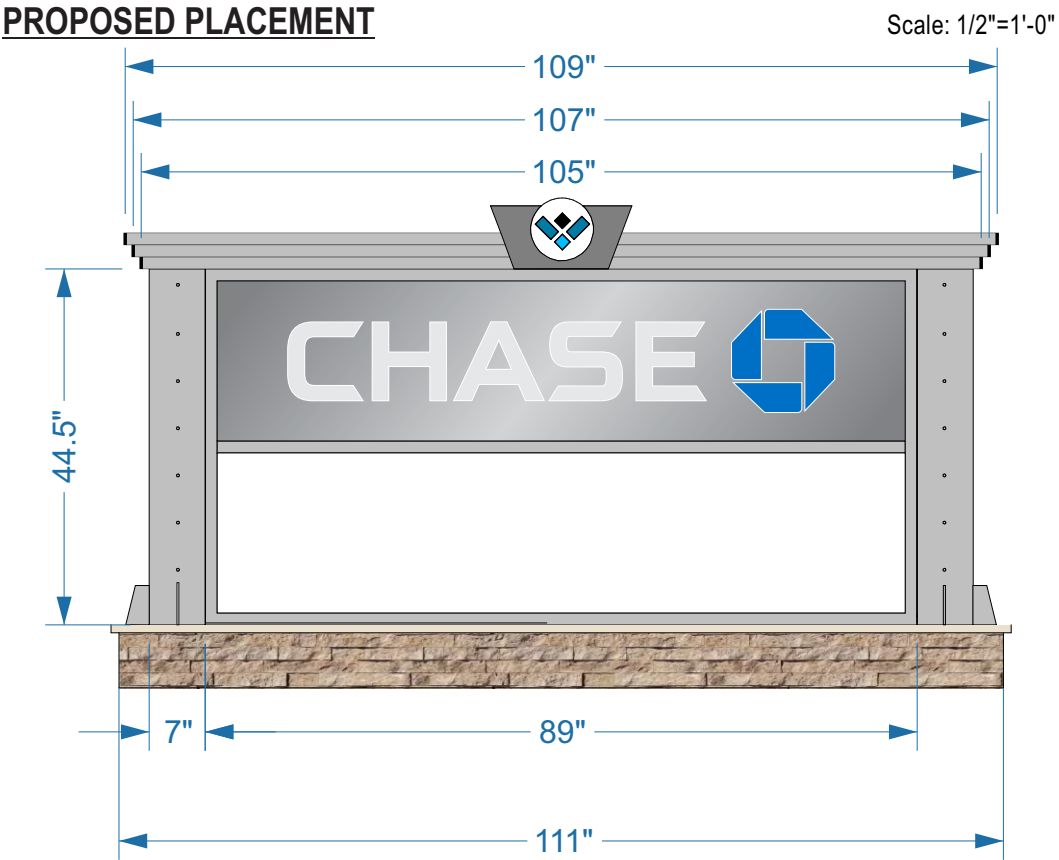 PROPOSED PLACEMENT
Scale: 1/2"=1'-0"
109"
107"
105"
CHASE
44.5"
7"
89"
111"